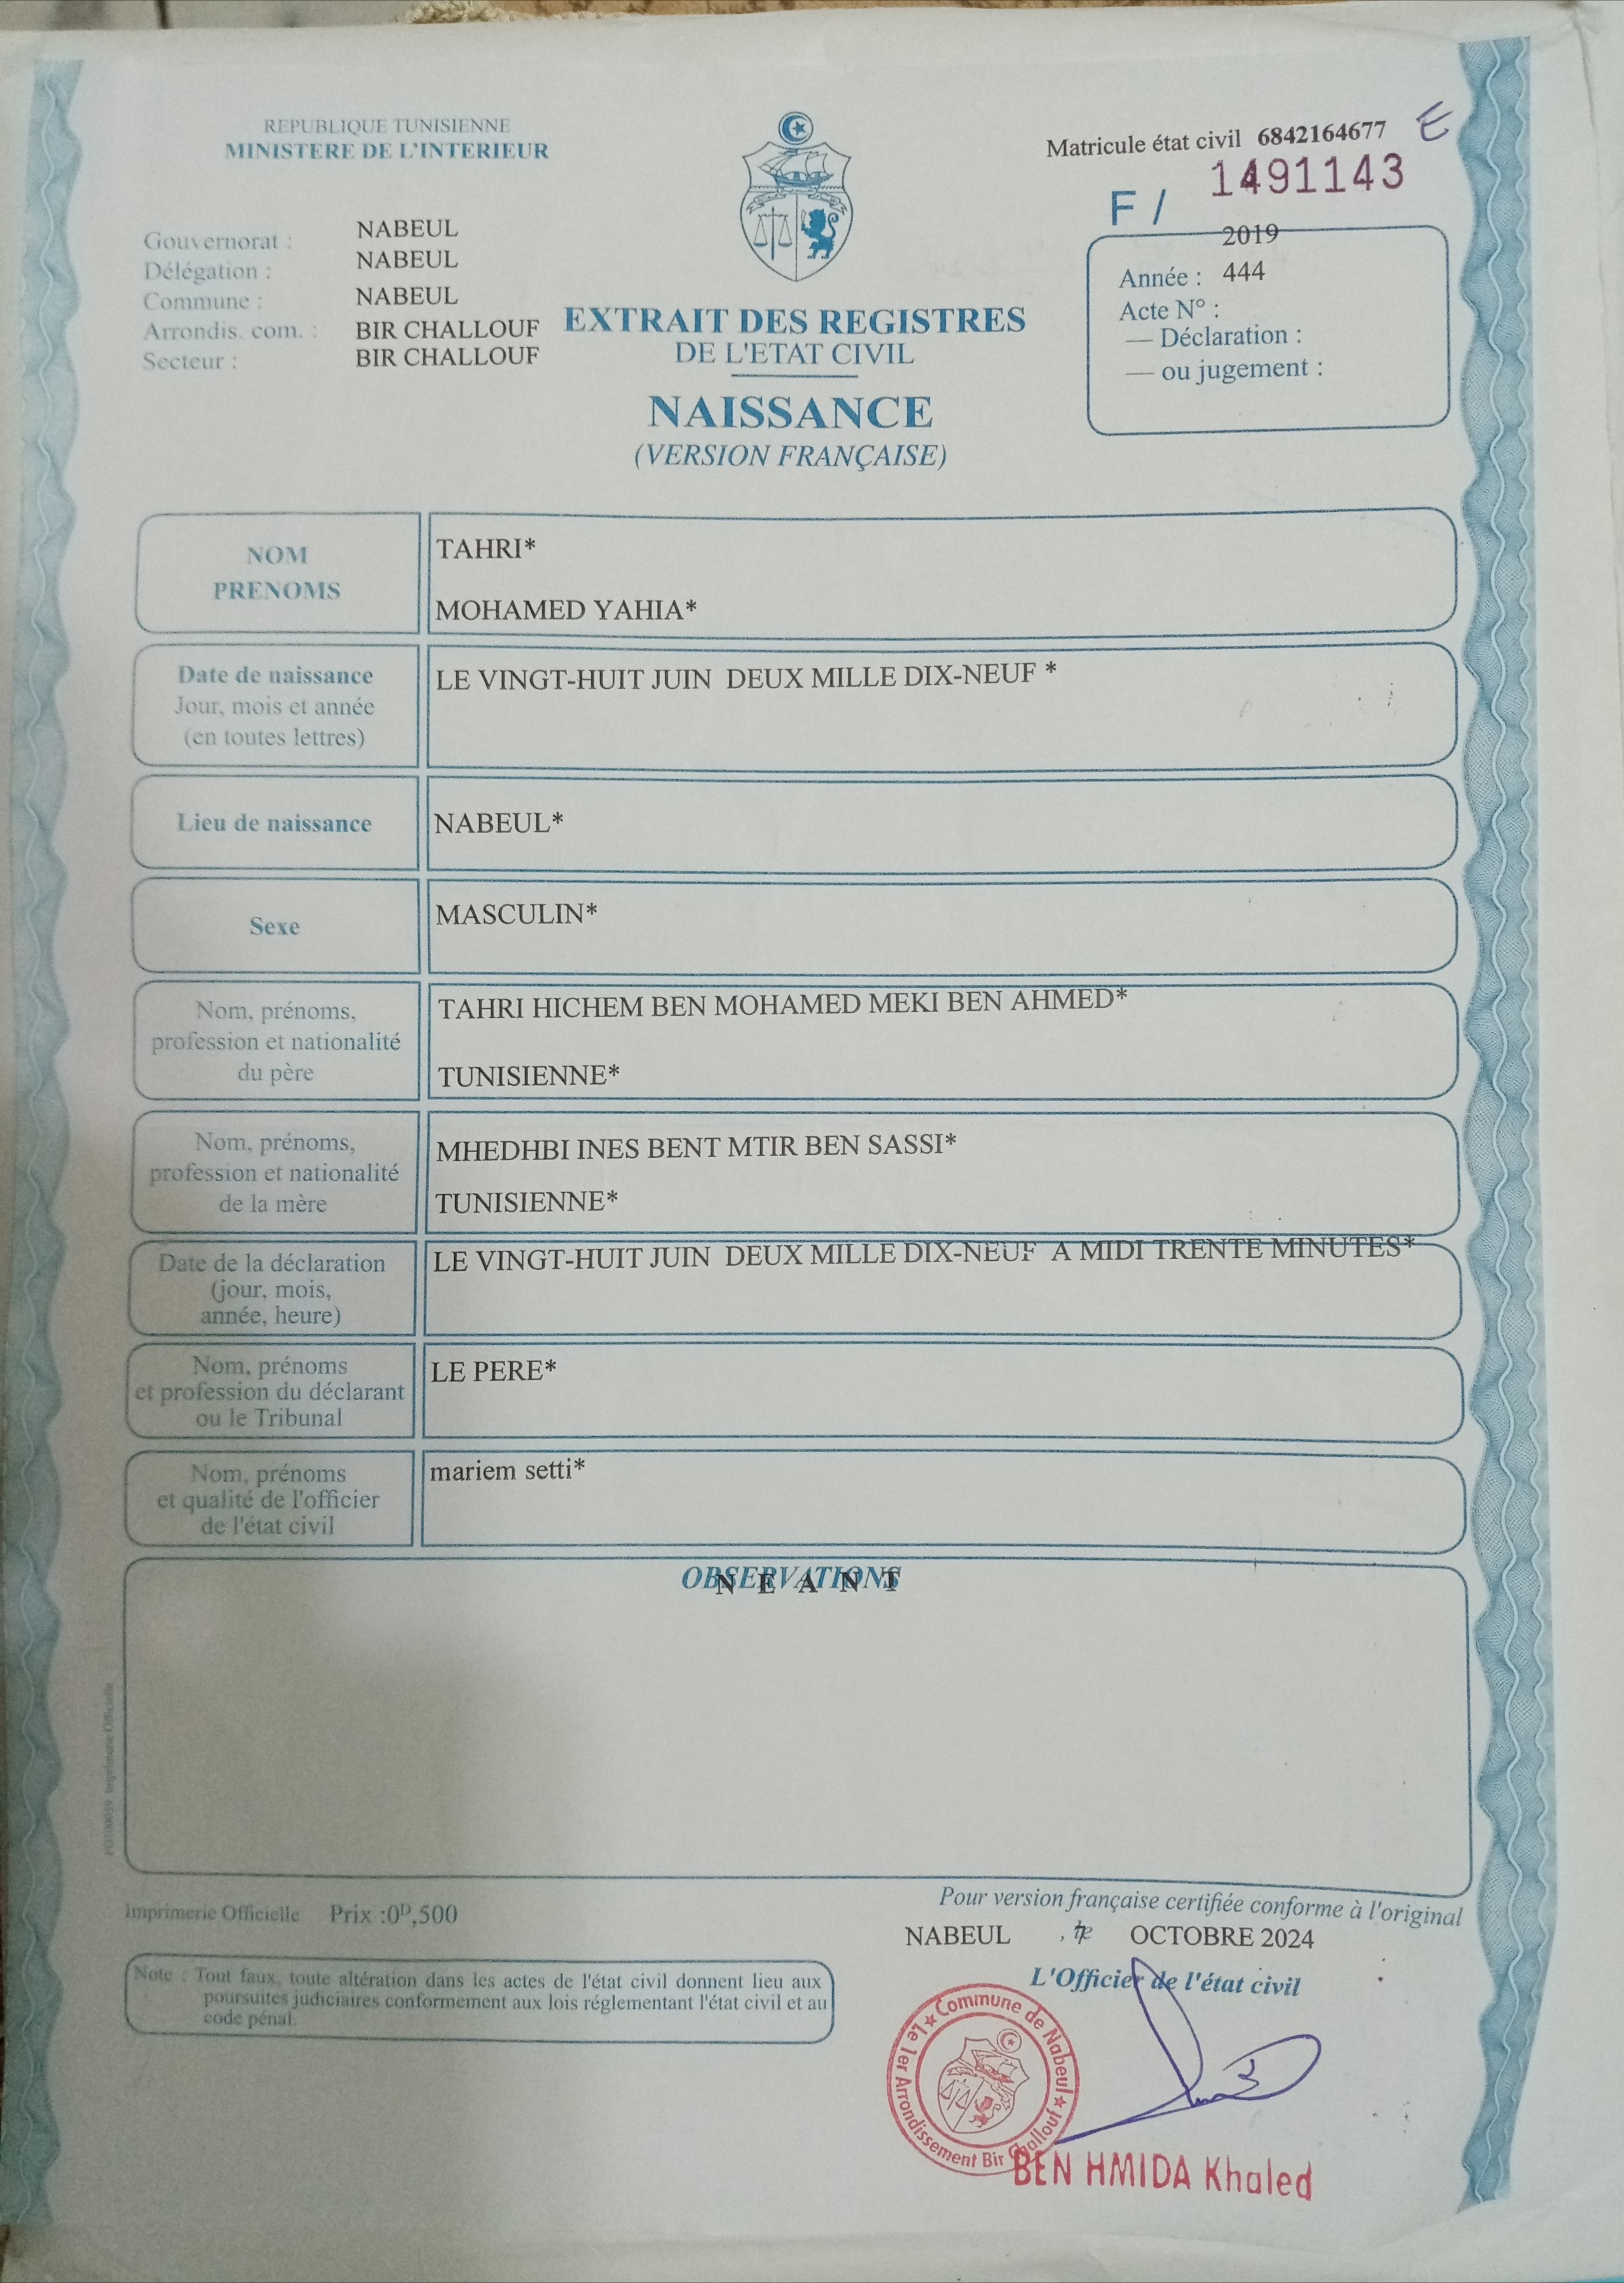 REPUBLIQUE TUNISIENNE
MINISTERE DE L'INTERIEUR
Matricule état civil 6842164677 E
F / 1491143
Gouvernorat : NABEUL
Délégation : NABEUL
Commune : NABEUL
Arrondis. com. : BIR CHALLOUF
Secteur : BIR CHALLOUF
EXTRAIT DES REGISTRES
DE L'ETAT CIVIL
NAISSANCE
(VERSION FRANÇAISE)
2019
Année : 444
Acte N° :
— Déclaration :
— ou jugement :
NOM
PRENOMS
TAHRI*
MOHAMED YAHIA*
Date de naissance
Jour, mois et année
(en toutes lettres)
LE VINGT-HUIT JUIN DEUX MILLE DIX-NEUF *
Lieu de naissance
NABEUL*
Sexe
MASCULIN*
Nom, prénoms,
profession et nationalité
du père
TAHRI HICHEM BEN MOHAMED MEKI BEN AHMED*
TUNISIENNE*
Nom, prénoms,
profession et nationalité
de la mère
MHEDHBI INES BENT MTIR BEN SASSI*
TUNISIENNE*
Date de la déclaration
(jour, mois,
année, heure)
LE VINGT-HUIT JUIN DEUX MILLE DIX-NEUF A MIDI TRENTE MINUTES*
Nom, prénoms
et profession du déclarant
ou le Tribunal
LE PERE*
Nom, prénoms
et qualité de l'officier
de l'état civil
mariem setti*
OBSERVATIONS
N E A N T
Imprimerie Officielle Prix :0ᴰ,500
Pour version française certifiée conforme à l'original
NABEUL , OCTOBRE 2024
L'Officier de l'état civil
Note : Tout faux, toute altération dans les actes de l'état civil donnent lieu aux
poursuites judiciaires conformement aux lois réglementant l'état civil et au
code pénal.
★ Commune de Nabeul ★
Le 1er Arrondissement Bir Challouf
BEN HMIDA Khaled